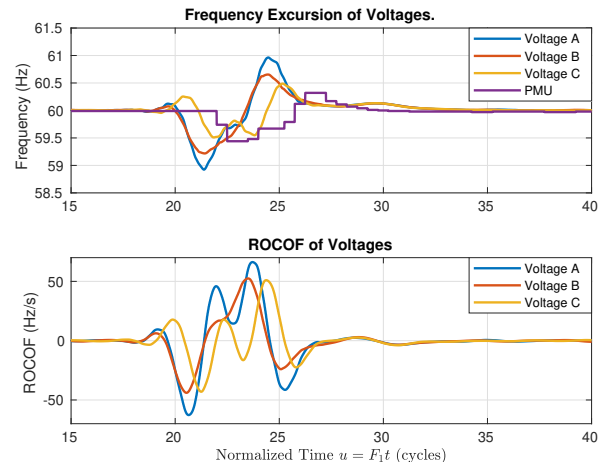 Frequency Excursion of Voltages.
Frequency (Hz)
61.5
61
60.5
60
59.5
59
58.5
15 20 25 30 35 40
Voltage A
Voltage B
Voltage C
PMU
ROCOF of Voltages
ROCOF (Hz/s)
50
0
-50
15 20 25 30 35 40
Voltage A
Voltage B
Voltage C
Normalized Time u = F₁t (cycles)